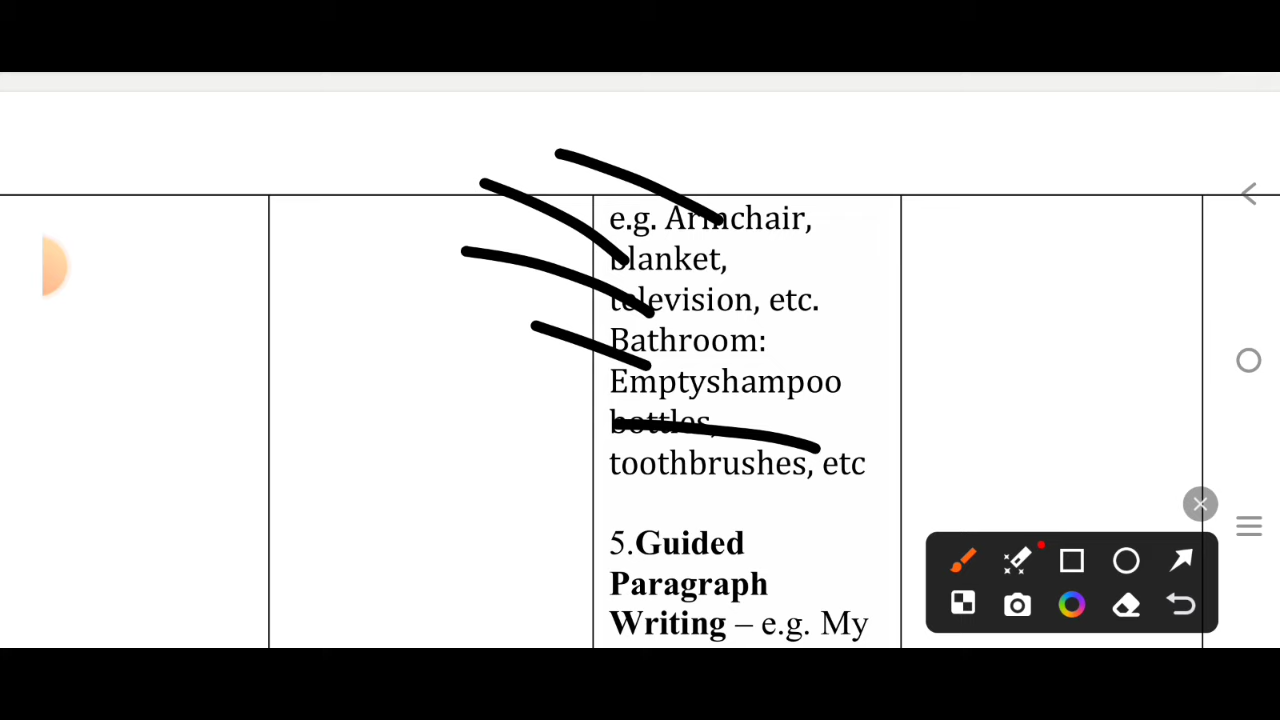 e.g. Armchair,
blanket,
television, etc.
Bathroom:
Emptyshampoo
bottles,
toothbrushes, etc
5.Guided
Paragraph
Writing – e.g. My